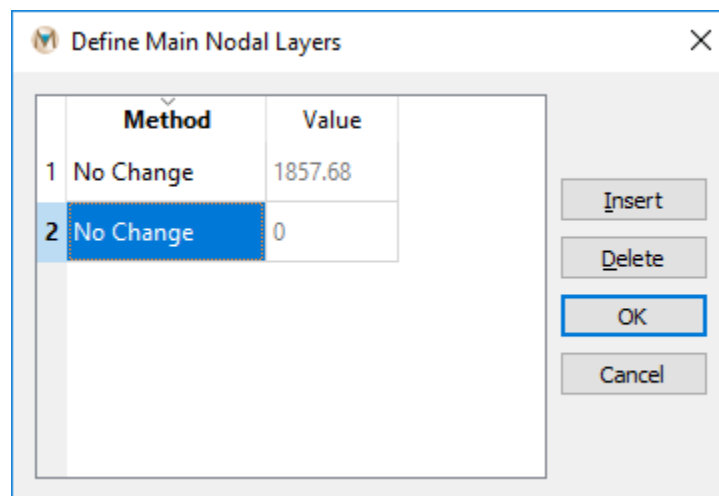 Define Main Nodal Layers
Method Value
1 No Change 1857.68
2 No Change 0
Insert
Delete
OK
Cancel